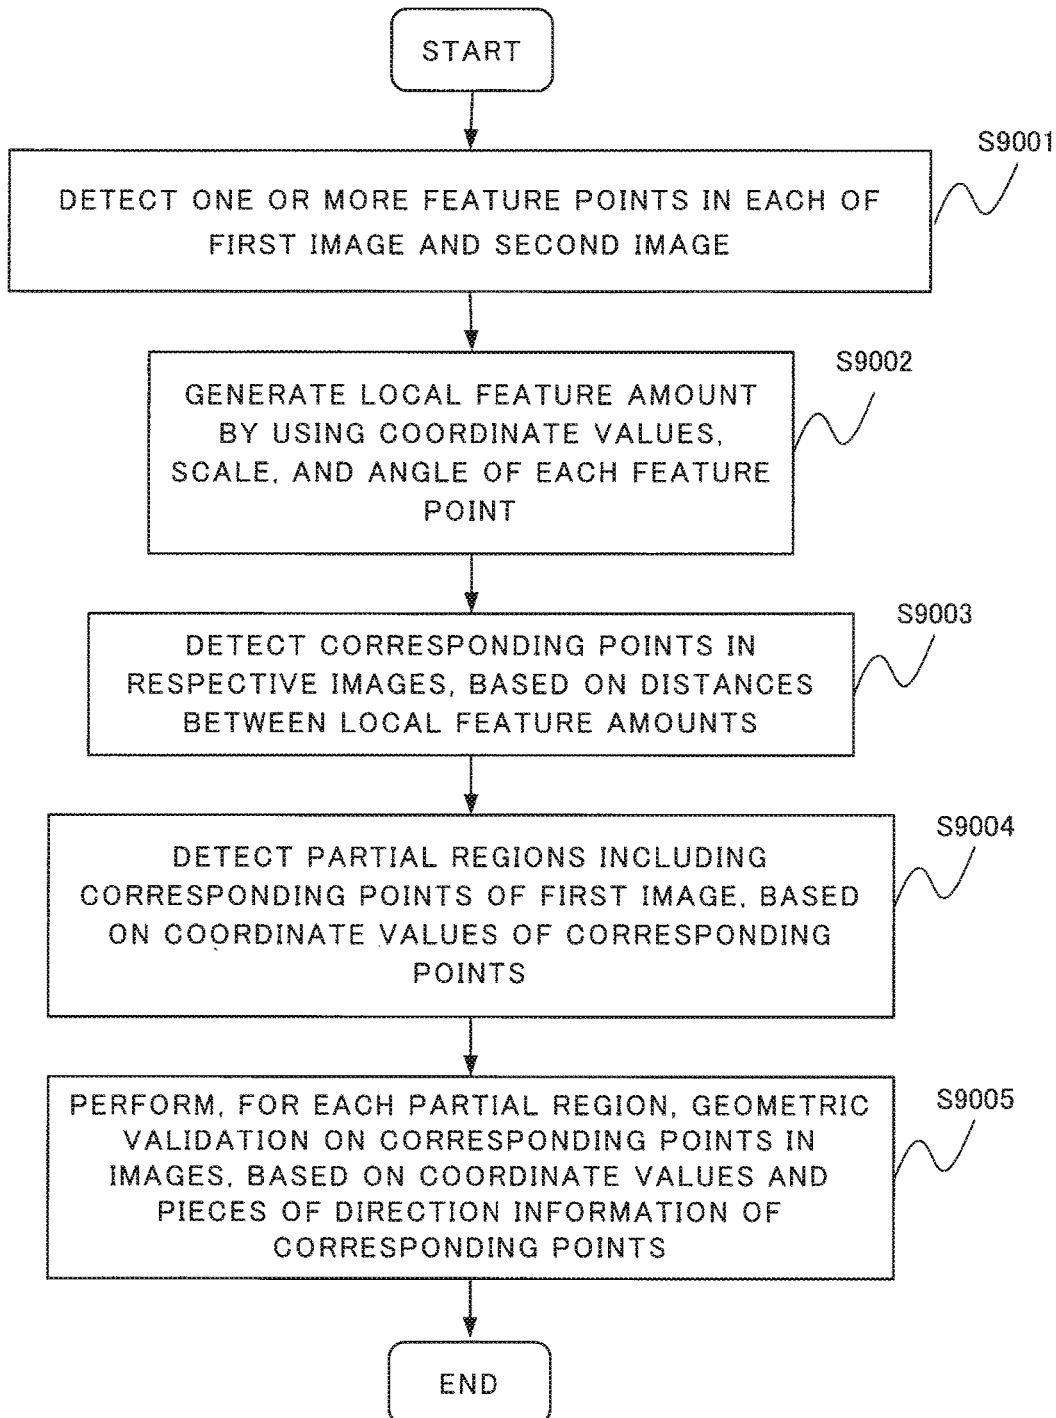 START
S9001
DETECT ONE OR MORE FEATURE POINTS IN EACH OF
FIRST IMAGE AND SECOND IMAGE
S9002
GENERATE LOCAL FEATURE AMOUNT
BY USING COORDINATE VALUES,
SCALE, AND ANGLE OF EACH FEATURE
POINT
S9003
DETECT CORRESPONDING POINTS IN
RESPECTIVE IMAGES, BASED ON DISTANCES
BETWEEN LOCAL FEATURE AMOUNTS
S9004
DETECT PARTIAL REGIONS INCLUDING
CORRESPONDING POINTS OF FIRST IMAGE, BASED
ON COORDINATE VALUES OF CORRESPONDING
POINTS
S9005
PERFORM, FOR EACH PARTIAL REGION, GEOMETRIC
VALIDATION ON CORRESPONDING POINTS IN
IMAGES, BASED ON COORDINATE VALUES AND
PIECES OF DIRECTION INFORMATION OF
CORRESPONDING POINTS
END